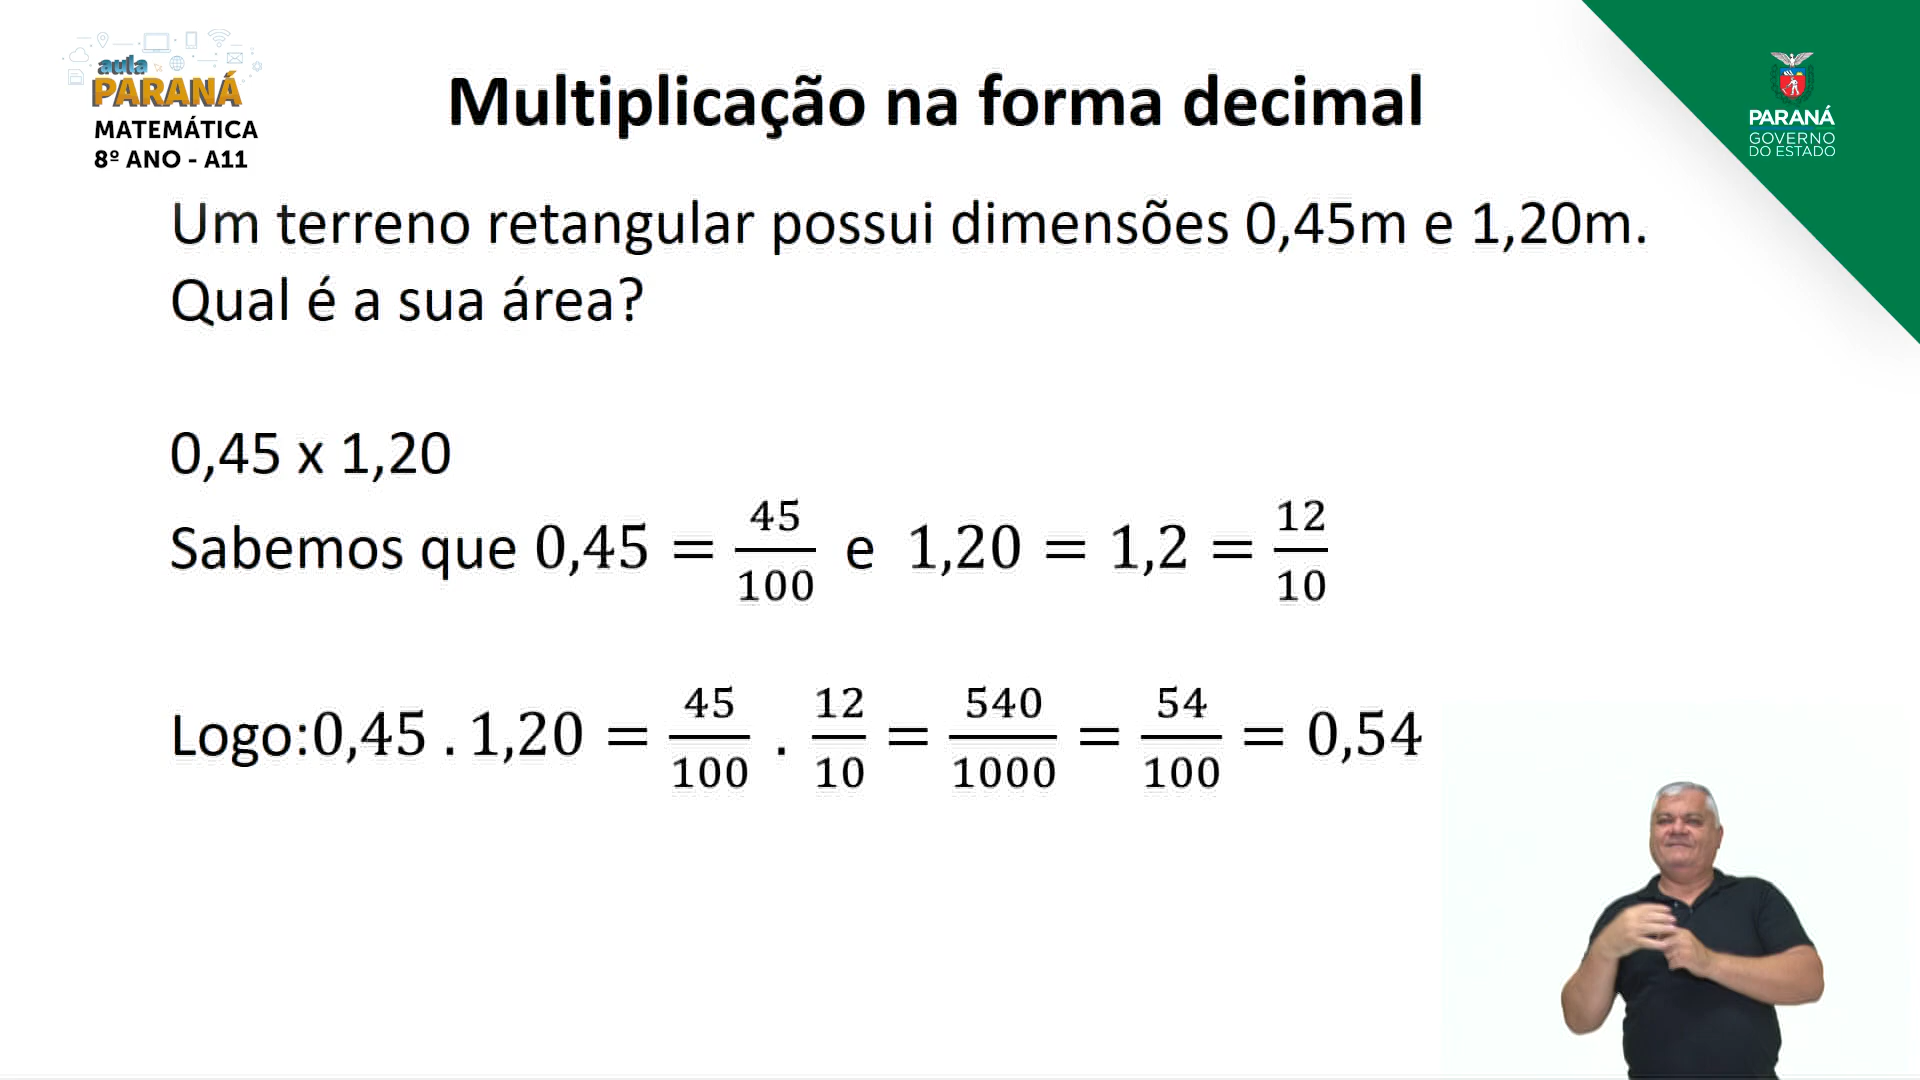 aula
PARANÁ
MATEMÁTICA
8º ANO - A11
Multiplicação na forma decimal
PARANÁ
GOVERNO
DO ESTADO
Um terreno retangular possui dimensões 0,45m e 1,20m.
Qual é a sua área?
0,45 x 1,20
Sabemos que 0,45 = 45/100 e 1,20 = 1,2 = 12/10
Logo:0,45 . 1,20 = 45/100 . 12/10 = 540/1000 = 54/100 = 0,54